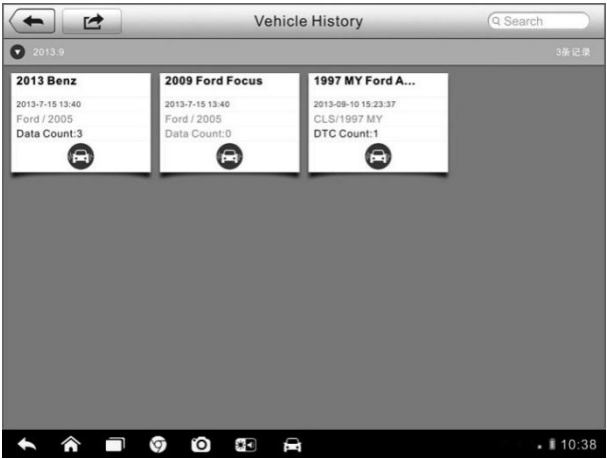 Vehicle History
Search
2013.9
3条记录
2013 Benz
2013-7-15 13:40
Ford / 2005
Data Count:3
2009 Ford Focus
2013-7-15 13:40
Ford / 2005
Data Count:0
1997 MY Ford A...
2013-09-10 15:23:37
CLS/1997 MY
DTC Count:1
10:38